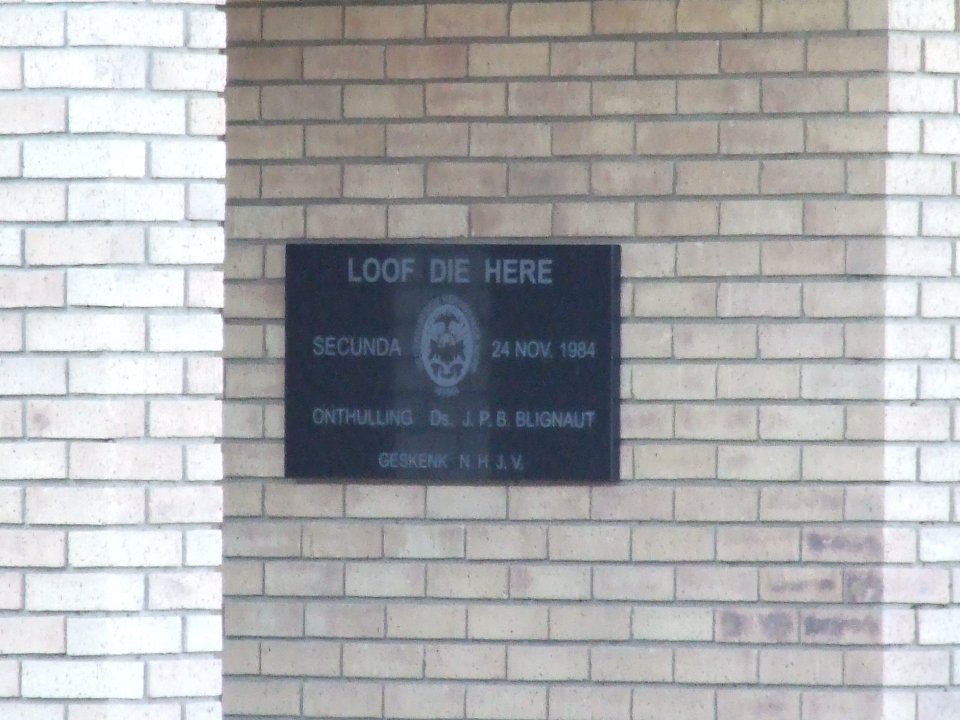 LOOF DIE HERE
SECUNDA 24 NOV. 1984
ONTHULLING Ds. J. P. B. BLIGNAUT
GESKENK N H J. V.